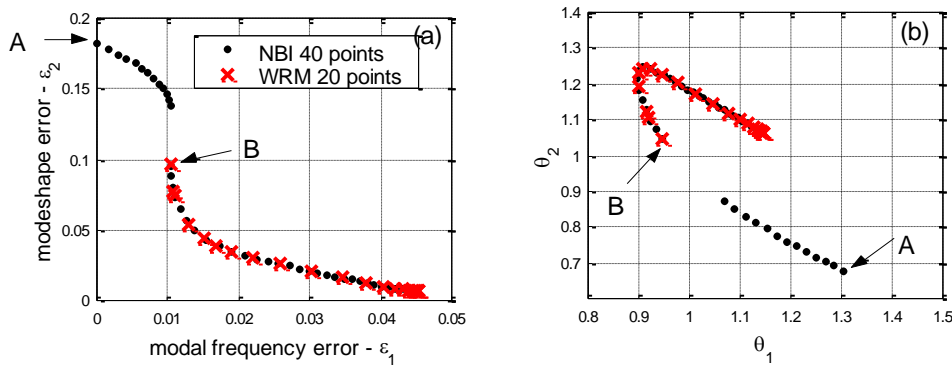 (a)
A
NBI 40 points
WRM 20 points
B
modeshape error - ε2
0.2
0.15
0.1
0.05
0
0 0.01 0.02 0.03 0.04 0.05
modal frequency error - ε1
(b)
B
A
θ2
1.4
1.3
1.2
1.1
1
0.9
0.8
0.7
0.8 0.9 1 1.1 1.2 1.3 1.4 1.5
θ1